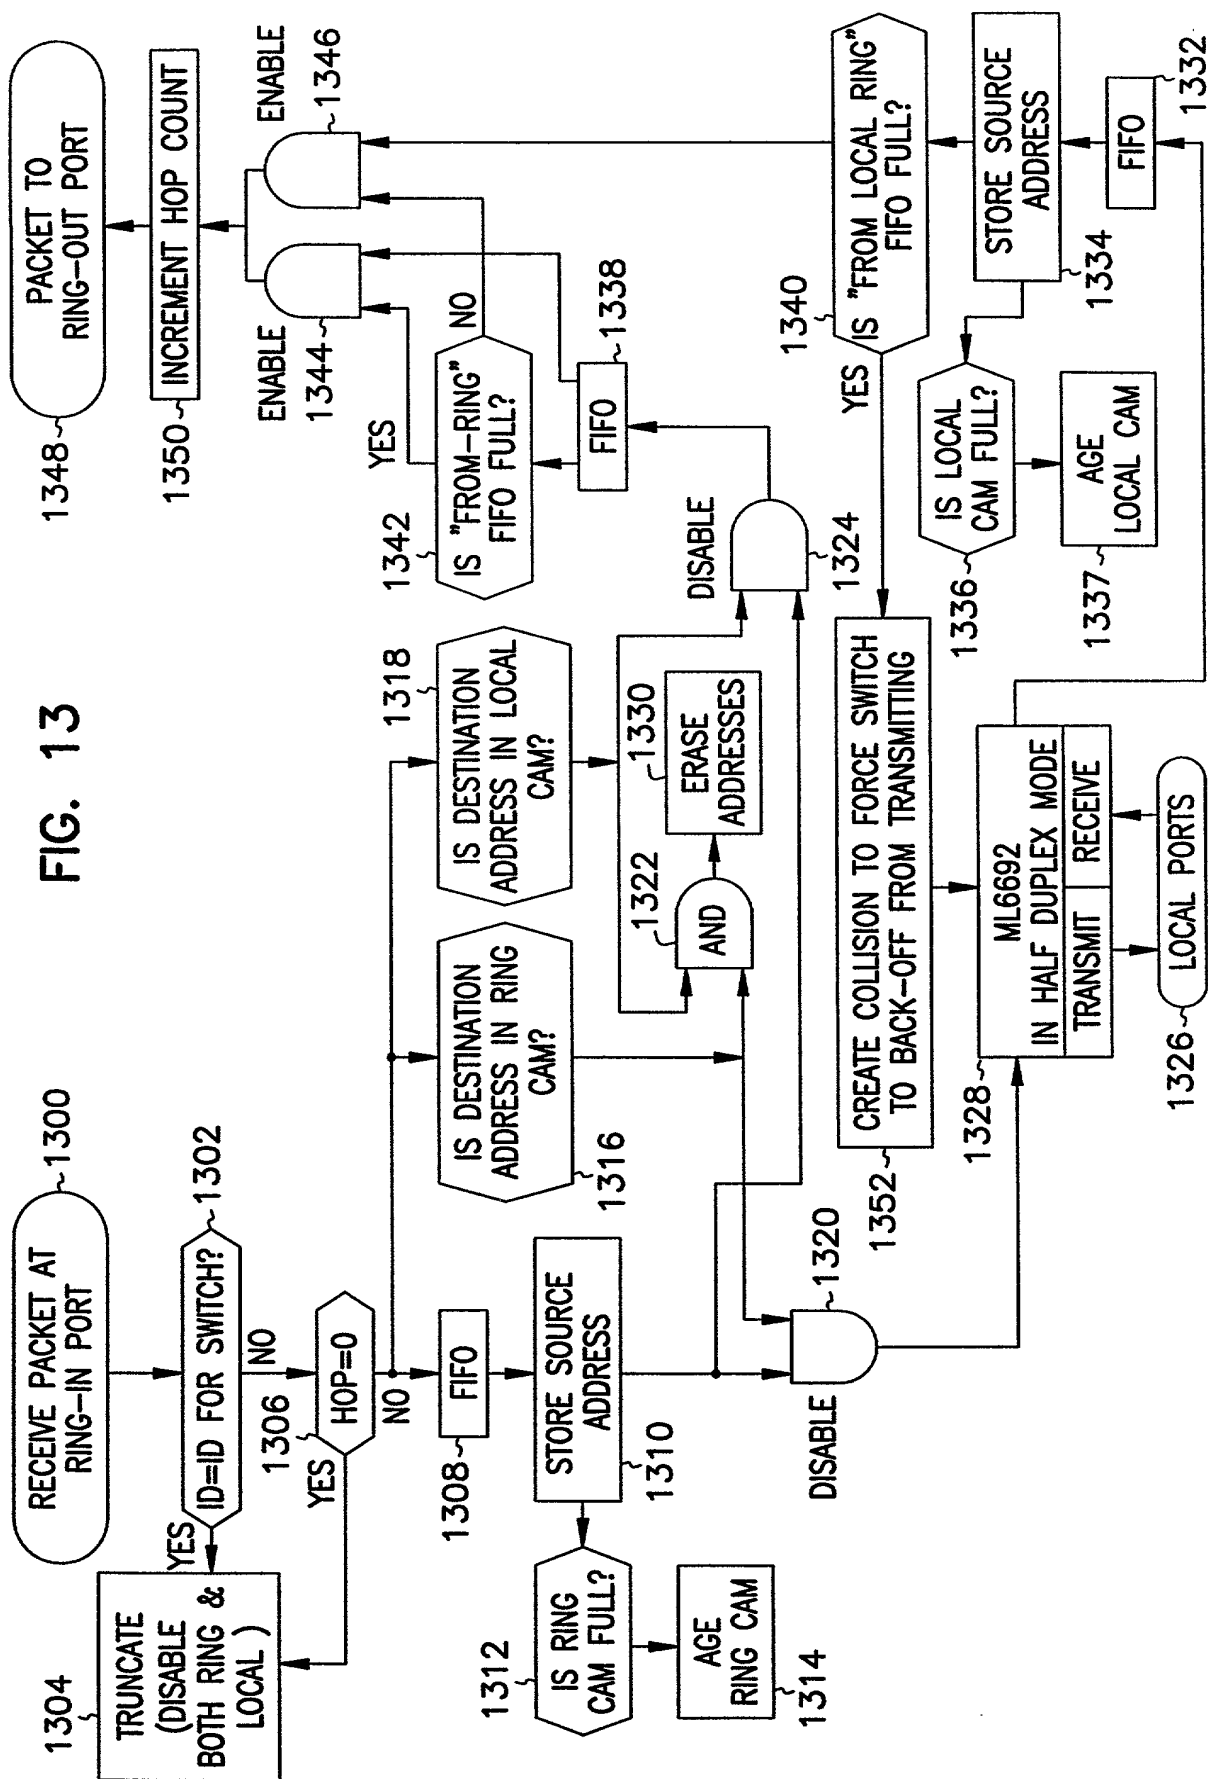 FIG. 13
RECEIVE PACKET AT
RING-IN PORT
1300
ID=ID FOR SWITCH?
1302
YES
NO
1304
TRUNCATE
(DISABLE
BOTH RING &
LOCAL )
1306
HOP=0
YES
NO
FIFO
1308
STORE SOURCE
ADDRESS
1310
1312
IS RING
CAM FULL?
AGE
RING CAM
1314
IS DESTINATION
ADDRESS IN RING
CAM?
1316
IS DESTINATION
ADDRESS IN LOCAL
CAM?
1318
1320
DISABLE
1322
AND
ERASE
ADDRESSES
1330
DISABLE
1324
FIFO
1338
1342
IS "FROM-RING"
FIFO FULL?
YES
NO
ENABLE
1344
ENABLE
1346
INCREMENT HOP COUNT
1350
PACKET TO
RING-OUT PORT
1348
1340
IS "FROM LOCAL RING"
FIFO FULL?
YES
CREATE COLLISION TO FORCE SWITCH
TO BACK-OFF FROM TRANSMITTING
1352
1328
ML6692
IN HALF DUPLEX MODE
TRANSMIT
RECEIVE
LOCAL PORTS
1326
FIFO
1332
STORE SOURCE
ADDRESS
1334
IS LOCAL
CAM FULL?
1336
AGE
LOCAL CAM
1337